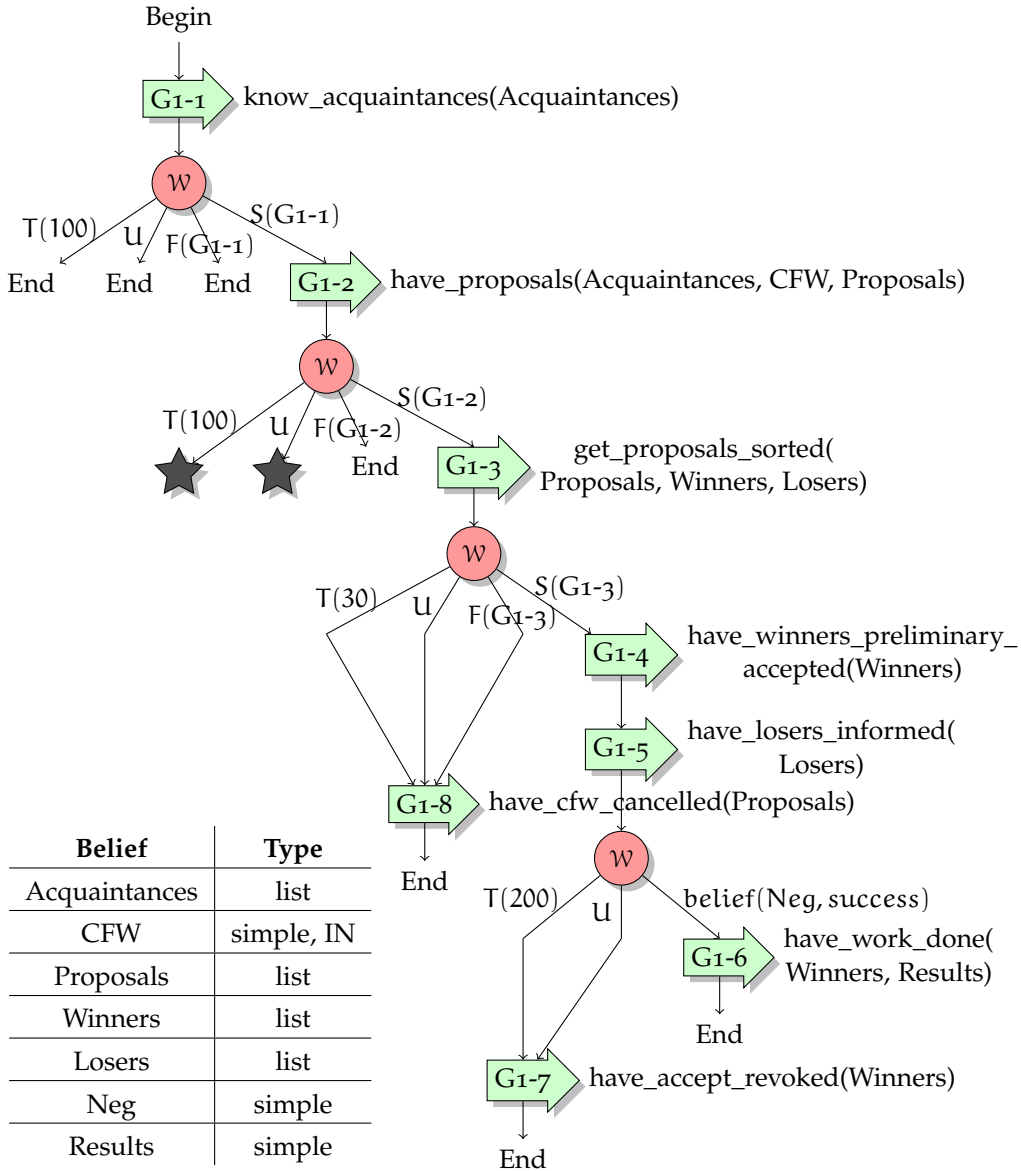 Begin
G1-1
know_acquaintances(Acquaintances)
W
T(100)
U
F(G1-1)
S(G1-1)
End
End
End
G1-2
have_proposals(Acquaintances, CFW, Proposals)
W
T(100)
U
F(G1-2)
S(G1-2)
End
G1-3
get_proposals_sorted(
Proposals, Winners, Losers)
W
T(30)
U
F(G1-3)
S(G1-3)
G1-4
have_winners_preliminary_
accepted(Winners)
G1-5
have_losers_informed(
Losers)
G1-8
have_cfw_cancelled(Proposals)
End
W
T(200)
U
belief(Neg, success)
G1-6
have_work_done(
Winners, Results)
End
G1-7
have_accept_revoked(Winners)
End
Belief Type
Acquaintances list
CFW simple, IN
Proposals list
Winners list
Losers list
Neg simple
Results simple